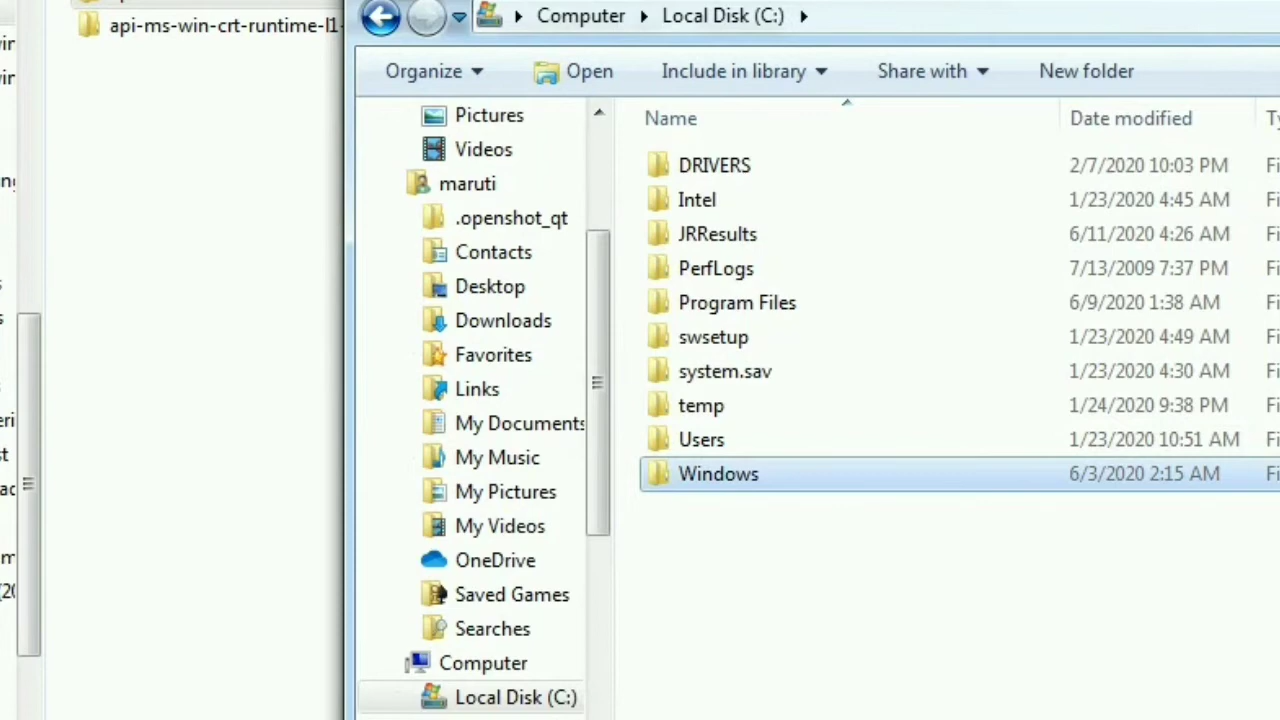 api-ms-win-crt-runtime-l1-
Computer
Local Disk (C:)
Organize
Open
Include in library
Share with
New folder
Name
Date modified
Pictures
Videos
maruti
.openshot_qt
Contacts
Desktop
Downloads
Favorites
Links
My Documents
My Music
My Pictures
My Videos
OneDrive
Saved Games
Searches
Computer
Local Disk (C:)
DRIVERS 2/7/2020 10:03 PM
Intel 1/23/2020 4:45 AM
JRResults 6/11/2020 4:26 AM
PerfLogs 7/13/2009 7:37 PM
Program Files 6/9/2020 1:38 AM
swsetup 1/23/2020 4:49 AM
system.sav 1/23/2020 4:30 AM
temp 1/24/2020 9:38 PM
Users 1/23/2020 10:51 AM
Windows 6/3/2020 2:15 AM